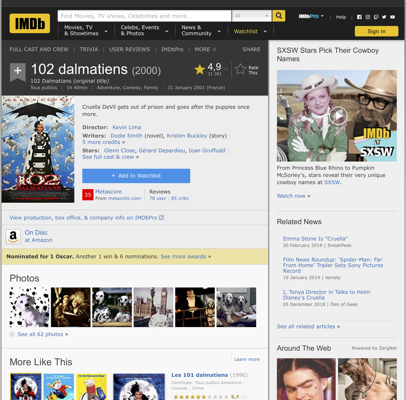 IMDb
Find Movies, TV shows, Celebrities and more...
All
IMDbPro
Help
Movies, TV & Showtimes
Celebs, Events & Photos
News & Community
Watchlist
Sign in
FULL CAST AND CREW | TRIVIA | USER REVIEWS | IMDbPro | MORE
SHARE
102 dalmatiens (2000)
102 Dalmatians (original title)
Tous publics | 1h 40min | Adventure, Comedy, Family | 31 January 2001 (France)
4,9
Rate This
Cruella DeVil gets out of prison and goes after the puppies once more.
Director: Kevin Lima
Writers: Dodie Smith (novel), Kristen Buckley (story) |
5 more credits »
Stars: Glenn Close, Gérard Depardieu, Ioan Gruffudd |
See full cast & crew »
+ Add to Watchlist
35
Metascore
From metacritic.com
Reviews
78 user | 85 critic
View production, box office, & company info on IMDbPro
On Disc
at Amazon
Nominated for 1 Oscar. Another 1 win & 6 nominations. See more awards »
Photos
See all 62 photos »
More Like This
Learn more
Les 101 dalmatiens (1996)
Certificate: Tous publics Adventure |
Comedy | Crime
5,7
SXSW Stars Pick Their Cowboy Names
IMDb AT SXSW
From Princess Blue Rhino to Pumpkin McSorley's, stars reveal their very unique cowboy names at SXSW.
Watch now »
Related News
Emma Stone Is "Cruella"
20 February 2019 | SneakPeek
Film News Roundup: 'Spider-Man: Far From Home' Trailer Sets Sony Pictures Record
19 January 2019 | Variety
I, Tonya Director in Talks to Helm Disney's Cruella
05 December 2018 | Den of Geek
See all related articles »
Around The Web
Powered by ZergNet